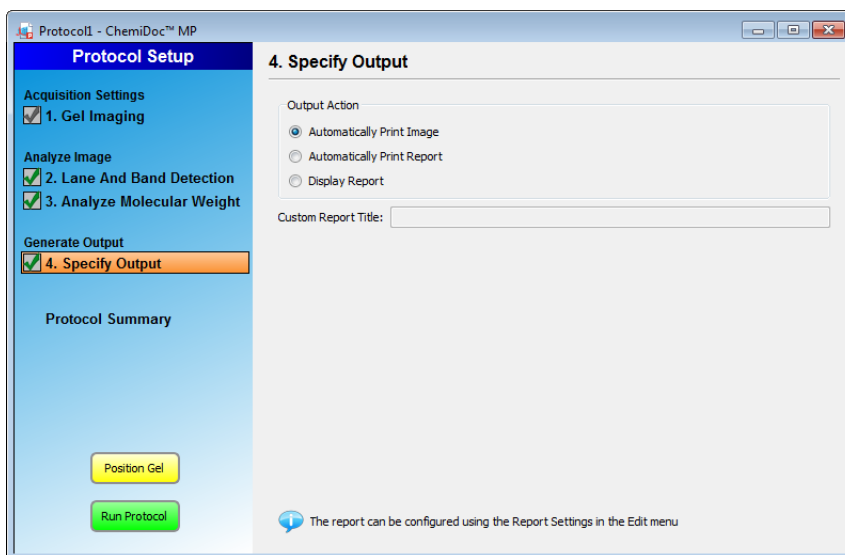 Protocol1 - ChemiDoc™ MP
Protocol Setup
Acquisition Settings
1. Gel Imaging
Analyze Image
2. Lane And Band Detection
3. Analyze Molecular Weight
Generate Output
4. Specify Output
Protocol Summary
Position Gel
Run Protocol
4. Specify Output
Output Action
Automatically Print Image
Automatically Print Report
Display Report
Custom Report Title:
The report can be configured using the Report Settings in the Edit menu